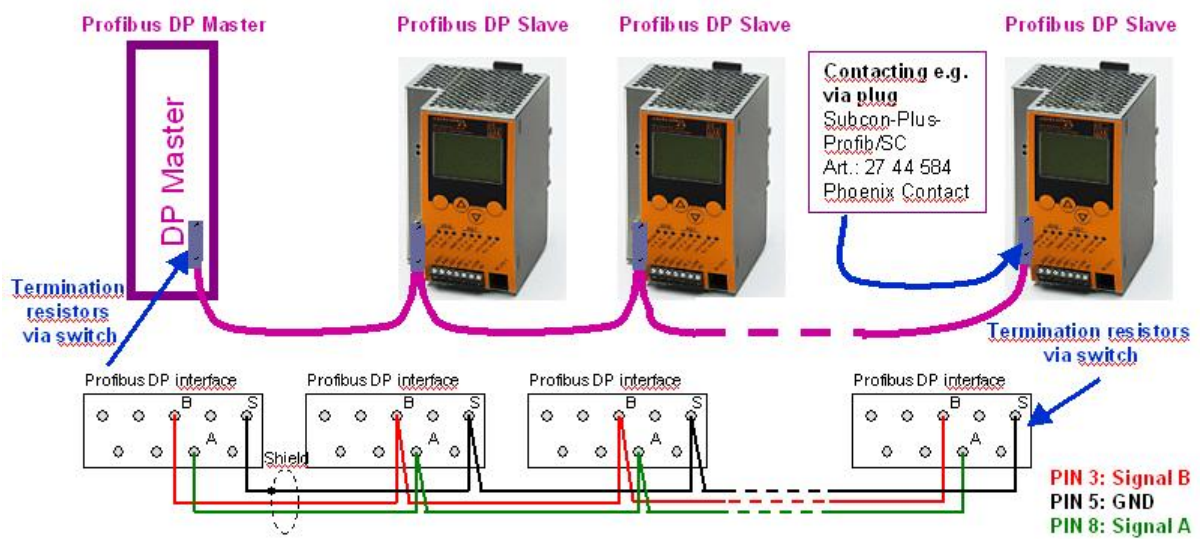 Profibus DP Master
Profibus DP Slave
Profibus DP Slave
Profibus DP Slave
DP Master
Contacting e.g.
via plug
Subcon-Plus-
Profib/SC
Art.: 27 44 584
Phoenix Contact
Termination
resistors
via switch
Termination resistors
via switch
Profibus DP interface
Profibus DP interface
Profibus DP interface
Profibus DP interface
B S
A
B S
A
B S
A
B S
A
Shield
PIN 3: Signal B
PIN 5: GND
PIN 8: Signal A